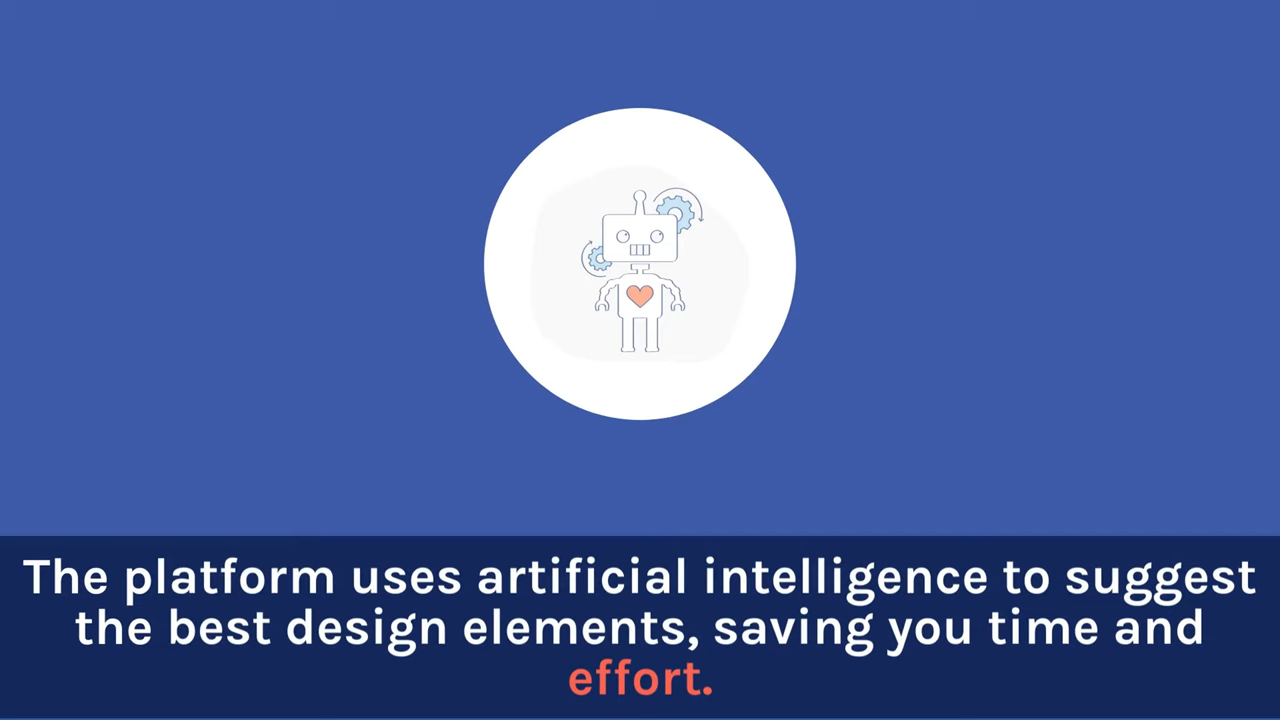 The platform uses artificial intelligence to suggest
the best design elements, saving you time and
effort.